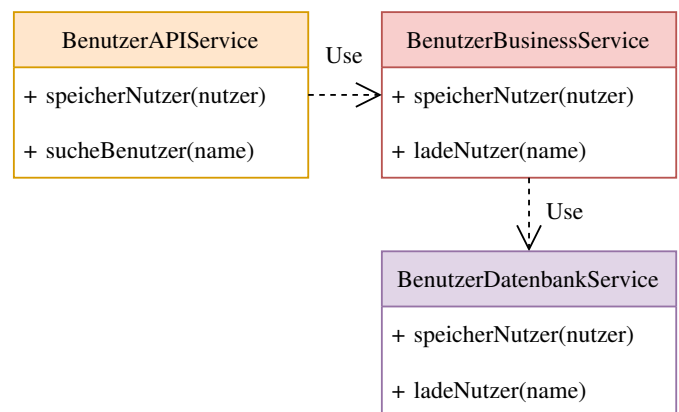 BenutzerAPIService
+ speicherNutzer(nutzer)
+ sucheBenutzer(name)
Use
BenutzerBusinessService
+ speicherNutzer(nutzer)
+ ladeNutzer(name)
Use
BenutzerDatenbankService
+ speicherNutzer(nutzer)
+ ladeNutzer(name)